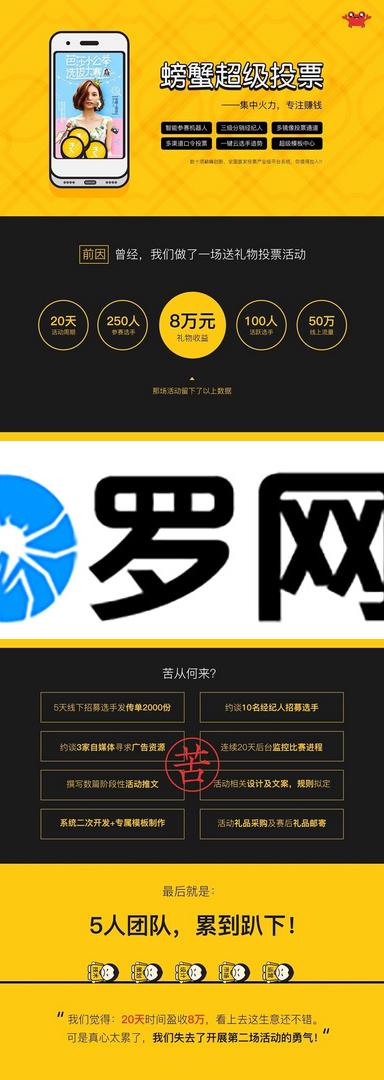 芭莎小公举
选拔大赛
螃蟹超级投票
——集中火力，专注赚钱
智能参赛机器人 三级分销经纪人 多镜像投票通道
多渠道口令投票 一键云选手造势 超级模板中心
数十项巅峰创新，全国首发投票产业级平台系统，你值得加入!!
前因 曾经，我们做了一场送礼物投票活动
20天 250人 8万元 100人 50万
活动周期 参赛选手 礼物收益 活跃选手 线上流量
那场活动留下了以上数据
罗网
苦从何来?
5天线下招募选手发传单2000份 约谈10名经纪人招募选手
约谈3家自媒体寻求广告资源 连续20天后台监控比赛进程
苦
撰写数篇阶段性活动推文 活动相关设计及文案，规则拟定
系统二次开发+专属模板制作 活动礼品采购及赛后礼品邮寄
最后就是:
5人团队，累到趴下!
“ 我们觉得: 20天时间盈收8万，看上去这生意还不错。 ”
可是真心太累了，我们失去了开展第二场活动的勇气!